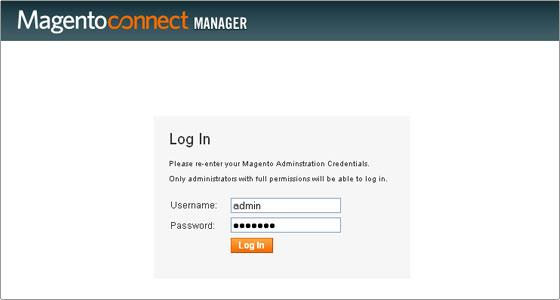 Magentoconnect MANAGER
Log In
Please re-enter your Magento Adminstration Credentials.
Only administrators with full permissions will be able to log in.
Username: admin
Password: •••••••
Log In